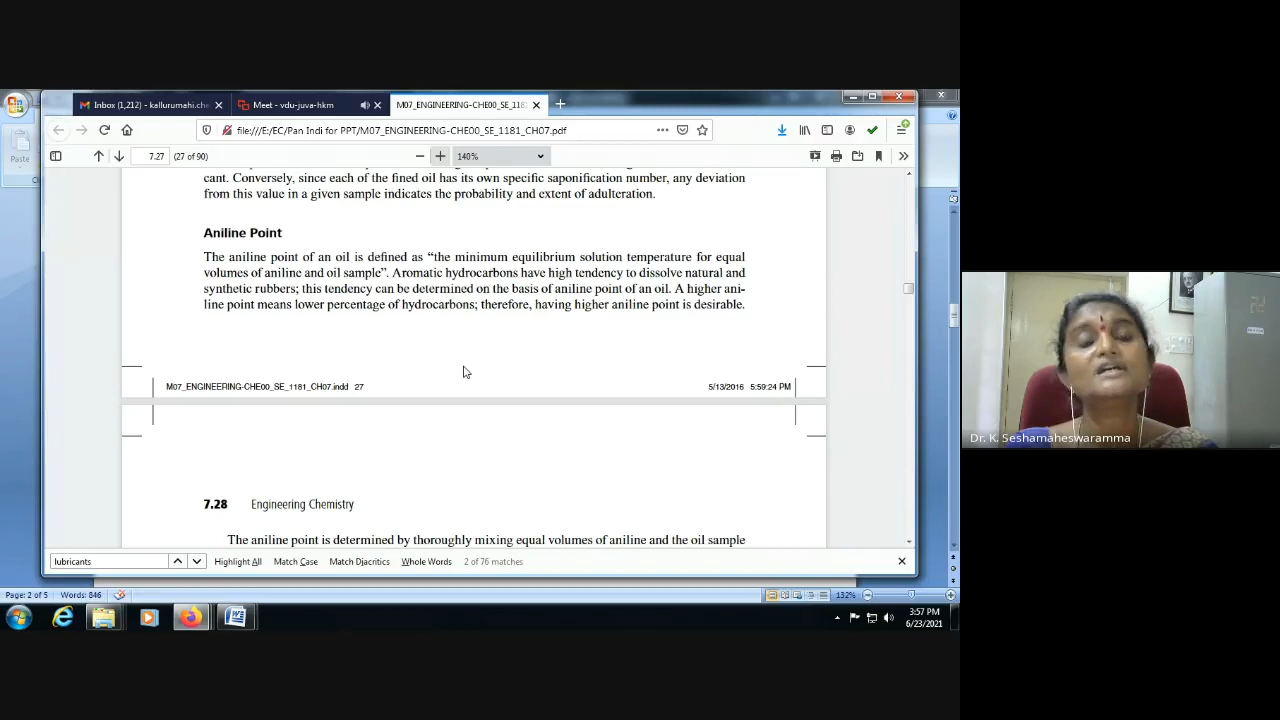 Inbox (1,212) - kallurumahi.che
Meet - vdu-juva-hkm
M07_ENGINEERING-CHE00_SE_118
file:///E:/EC/Pan Indi for PPT/M07_ENGINEERING-CHE00_SE_1181_CH07.pdf
Paste
7.27 (27 of 90)
140%
cant. Conversely, since each of the fined oil has its own specific saponification number, any deviation
from this value in a given sample indicates the probability and extent of adulteration.
Aniline Point
The aniline point of an oil is defined as “the minimum equilibrium solution temperature for equal
volumes of aniline and oil sample”. Aromatic hydrocarbons have high tendency to dissolve natural and
synthetic rubbers; this tendency can be determined on the basis of aniline point of an oil. A higher ani-
line point means lower percentage of hydrocarbons; therefore, having higher aniline point is desirable.
M07_ENGINEERING-CHE00_SE_1181_CH07.indd 27
5/13/2016 5:59:24 PM
7.28 Engineering Chemistry
The aniline point is determined by thoroughly mixing equal volumes of aniline and the oil sample
lubricants
Highlight All
Match Case
Match Diacritics
Whole Words
2 of 76 matches
Page: 2 of 5
Words: 846
132%
3:57 PM
6/23/2021
Dr. K. Seshamaheswaramma